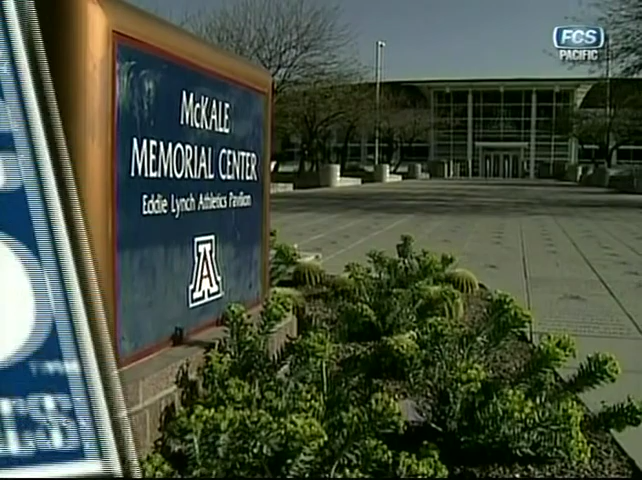 FCS
PACIFIC
McKALE
MEMORIAL CENTER
Eddie Lynch Athletics Pavilion
A